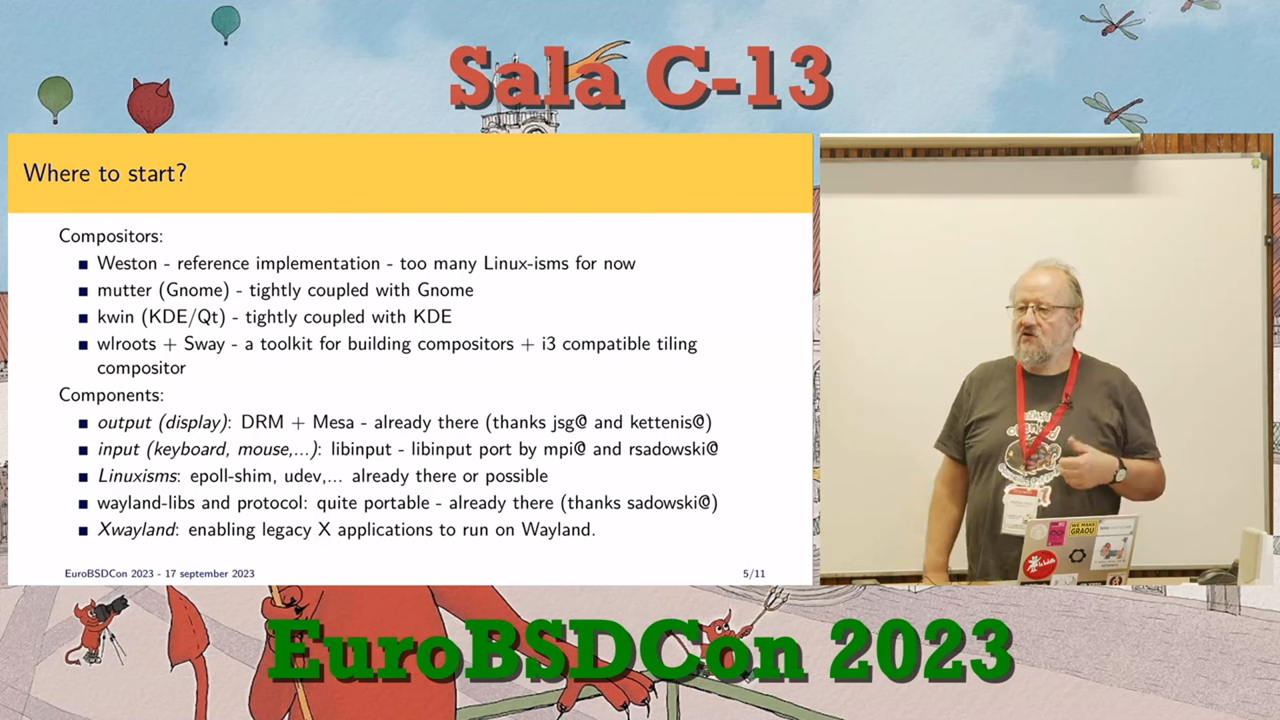 Sala C-13
Where to start?
Compositors:
■ Weston - reference implementation - too many Linux-isms for now
■ mutter (Gnome) - tightly coupled with Gnome
■ kwin (KDE/Qt) - tightly coupled with KDE
■ wlroots + Sway - a toolkit for building compositors + i3 compatible tiling
compositor
Components:
■ output (display): DRM + Mesa - already there (thanks jsg@ and kettenis@)
■ input (keyboard, mouse,...): libinput - libinput port by mpi@ and rsadowski@
■ Linuxisms: epoll-shim, udev,... already there or possible
■ wayland-libs and protocol: quite portable - already there (thanks sadowski@)
■ Xwayland: enabling legacy X applications to run on Wayland.
EuroBSDCon 2023 - 17 september 2023
5/11
WE MAKE
GRAOU
EuroBSDCon 2023